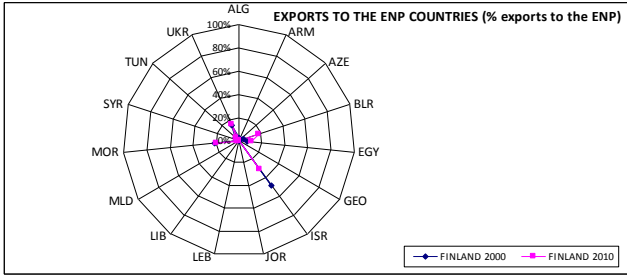 ALG
EXPORTS TO THE ENP COUNTRIES (% exports to the ENP)
100%
UKR
ARM
80%
TUN
AZE
60%
40%
SYR
BLR
20%
0%
MOR
EGY
MLD
GEO
LIB
ISR
LEB
JOR
FINLAND 2000
FINLAND 2010